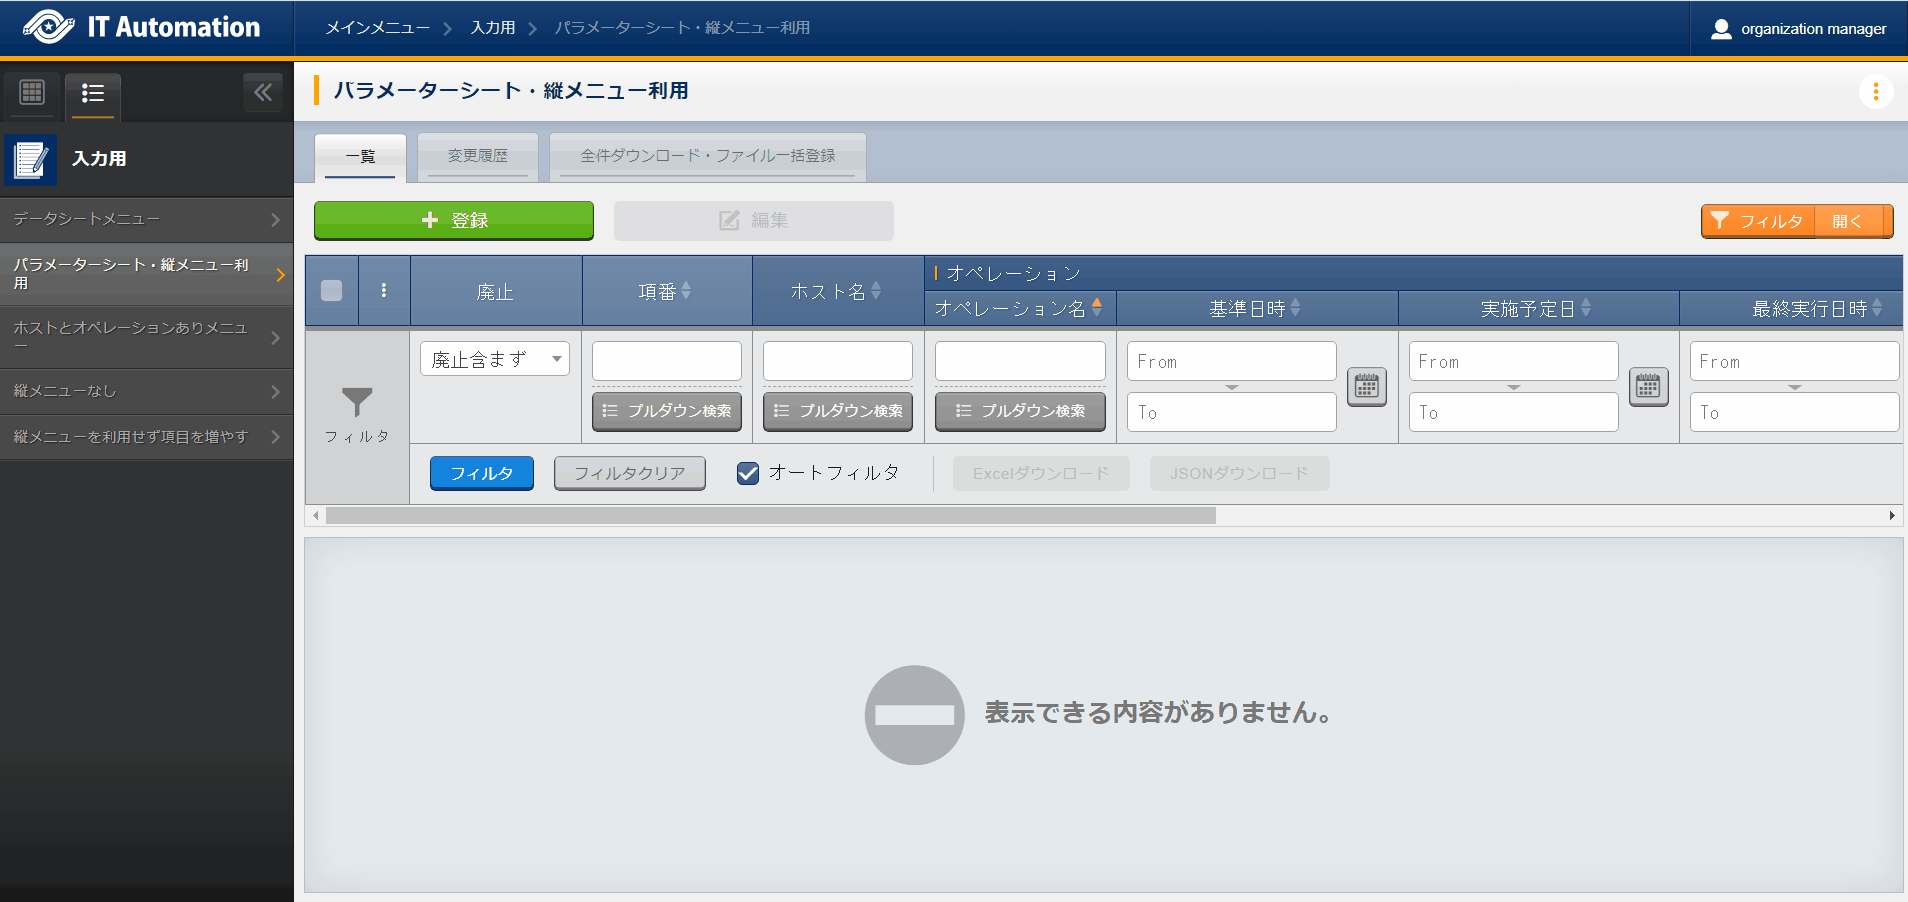 IT Automation
メインメニュー
入力用
パラメーターシート・縦メニュー利用
organization manager
入力用
データシートメニュー
パラメーターシート・縦メニュー利
用
ホストとオペレーションありメニュ
ー
縦メニューなし
縦メニューを利用せず項目を増やす
パラメーターシート・縦メニュー利用
一覧
変更履歴
全件ダウンロード・ファイル一括登録
登録
編集
フィルタ
開く
廃止
項番
ホスト名
オペレーション
オペレーション名
基準日時
実施予定日
最終実行日時
フィルタ
廃止含まず
プルダウン検索
プルダウン検索
プルダウン検索
From
To
From
To
From
To
フィルタ
フィルタクリア
オートフィルタ
Excelダウンロード
JSONダウンロード
表示できる内容がありません。